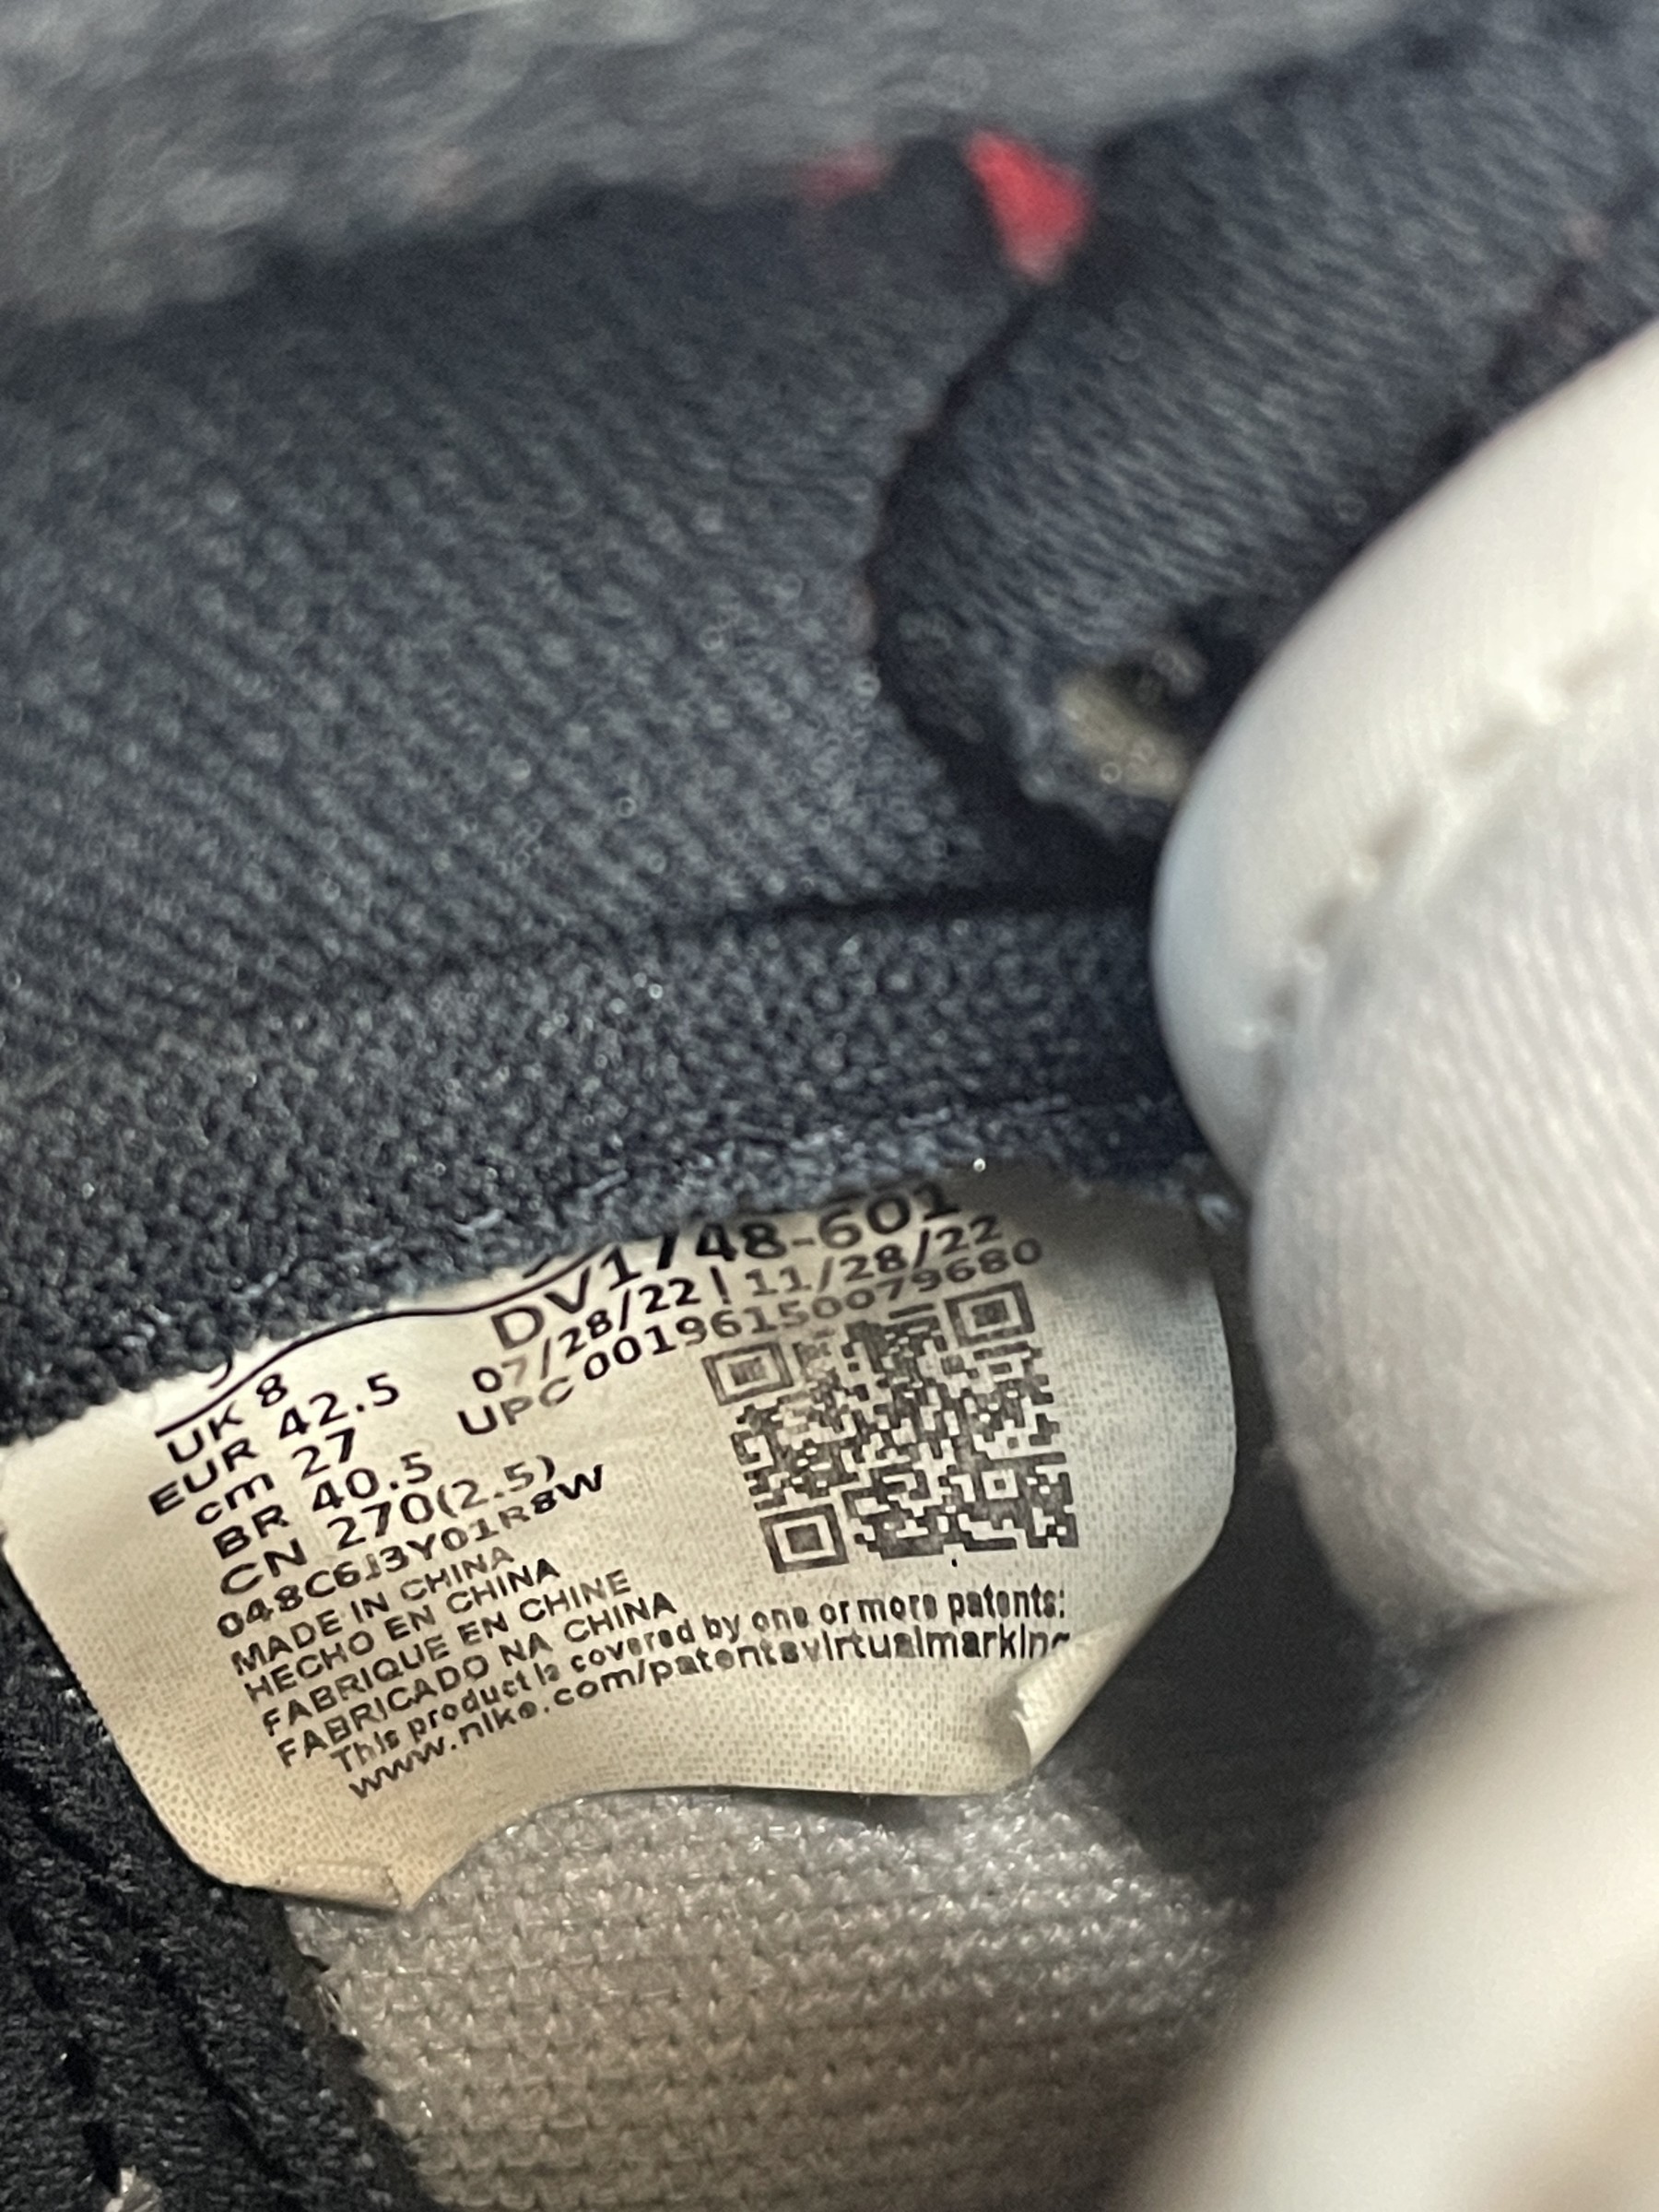 DV1748-601
07/28/22 | 11/28/22
UPC 00196150079680
UK 8
EUR 42.5
cm 27
BR 40.5
CN 270(2.5)
048C6J3Y01R8W
MADE IN CHINA
HECHO EN CHINA
FABRIQUE EN CHINE
FABRICADO NA CHINA
This product is covered by one or more patents:
www.nike.com/patentsvirtualmarking